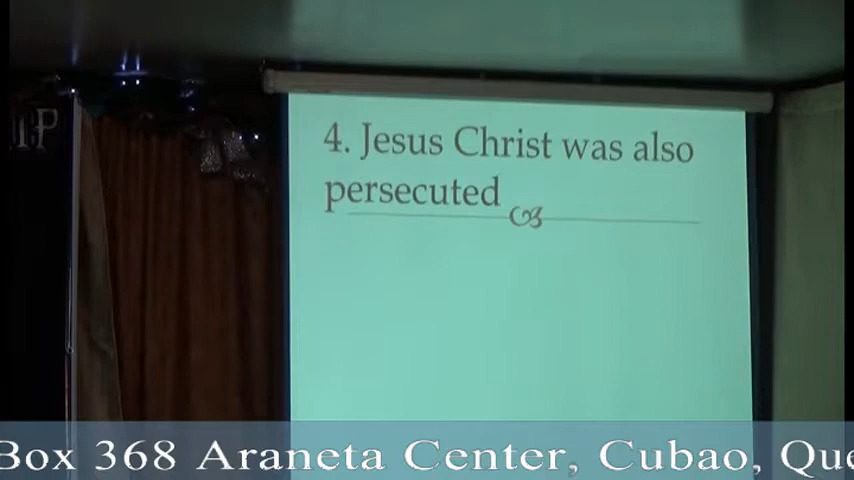 4. Jesus Christ was also
persecuted
Box 368 Araneta Center, Cubao, Que